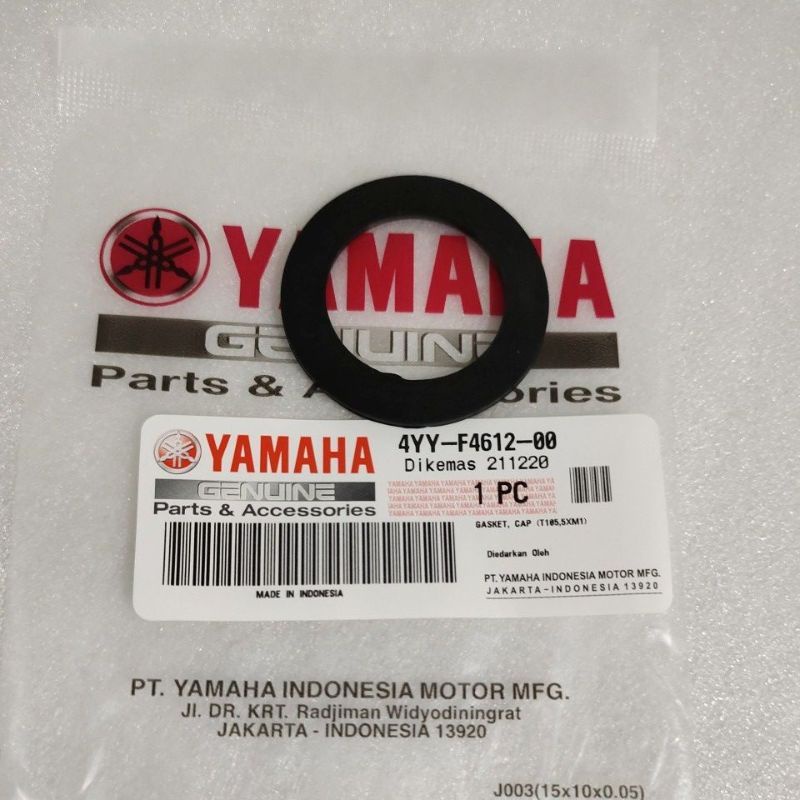 YAMAHA
GENUINE
Parts & Accessories
YAMAHA
GENUINE
Parts & Accessories
MADE IN INDONESIA
4YY-F4612-00
Dikemas 211220
1 PC
GASKET, CAP (T105,5XM1)
Diedarkan Oleh
PT.YAMAHA INDONESIA MOTOR MFG.
JAKARTA-INDONESIA 13920
PT. YAMAHA INDONESIA MOTOR MFG.
Jl. DR. KRT. Radjiman Widyodiningrat
JAKARTA - INDONESIA 13920
J003(15x10x0.05)